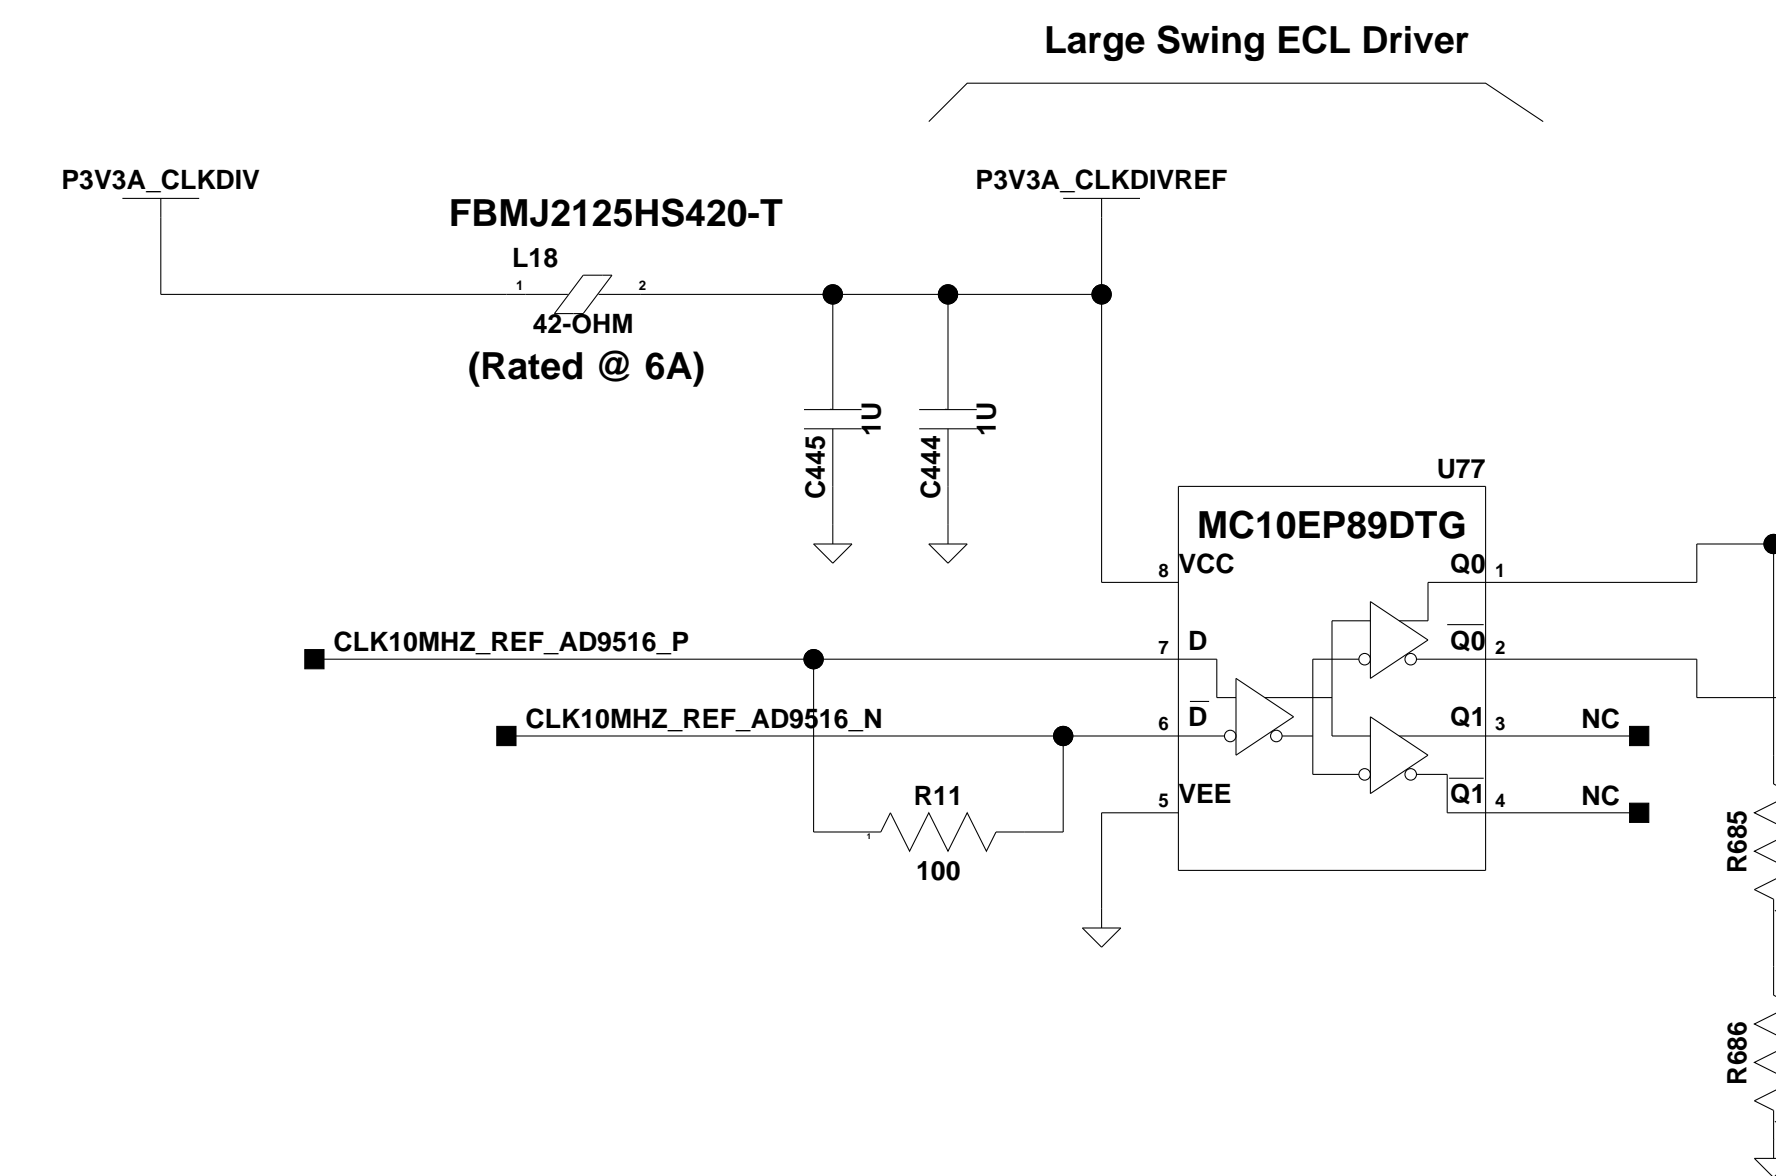 Large Swing ECL Driver
P3V3A_CLKDIV
P3V3A_CLKDIVREF
FBMJ2125HS420-T
L18
1
2
42-OHM
(Rated @ 6A)
1U
1U
C445
C444
U77
MC10EP89DTG
8
VCC
Q0
1
CLK10MHZ_REF_AD9516_P
7
D
Q0
2
CLK10MHZ_REF_AD9516_N
6
D
Q1
3
NC
R11
5
VEE
Q1
4
NC
1
100
R685
R686